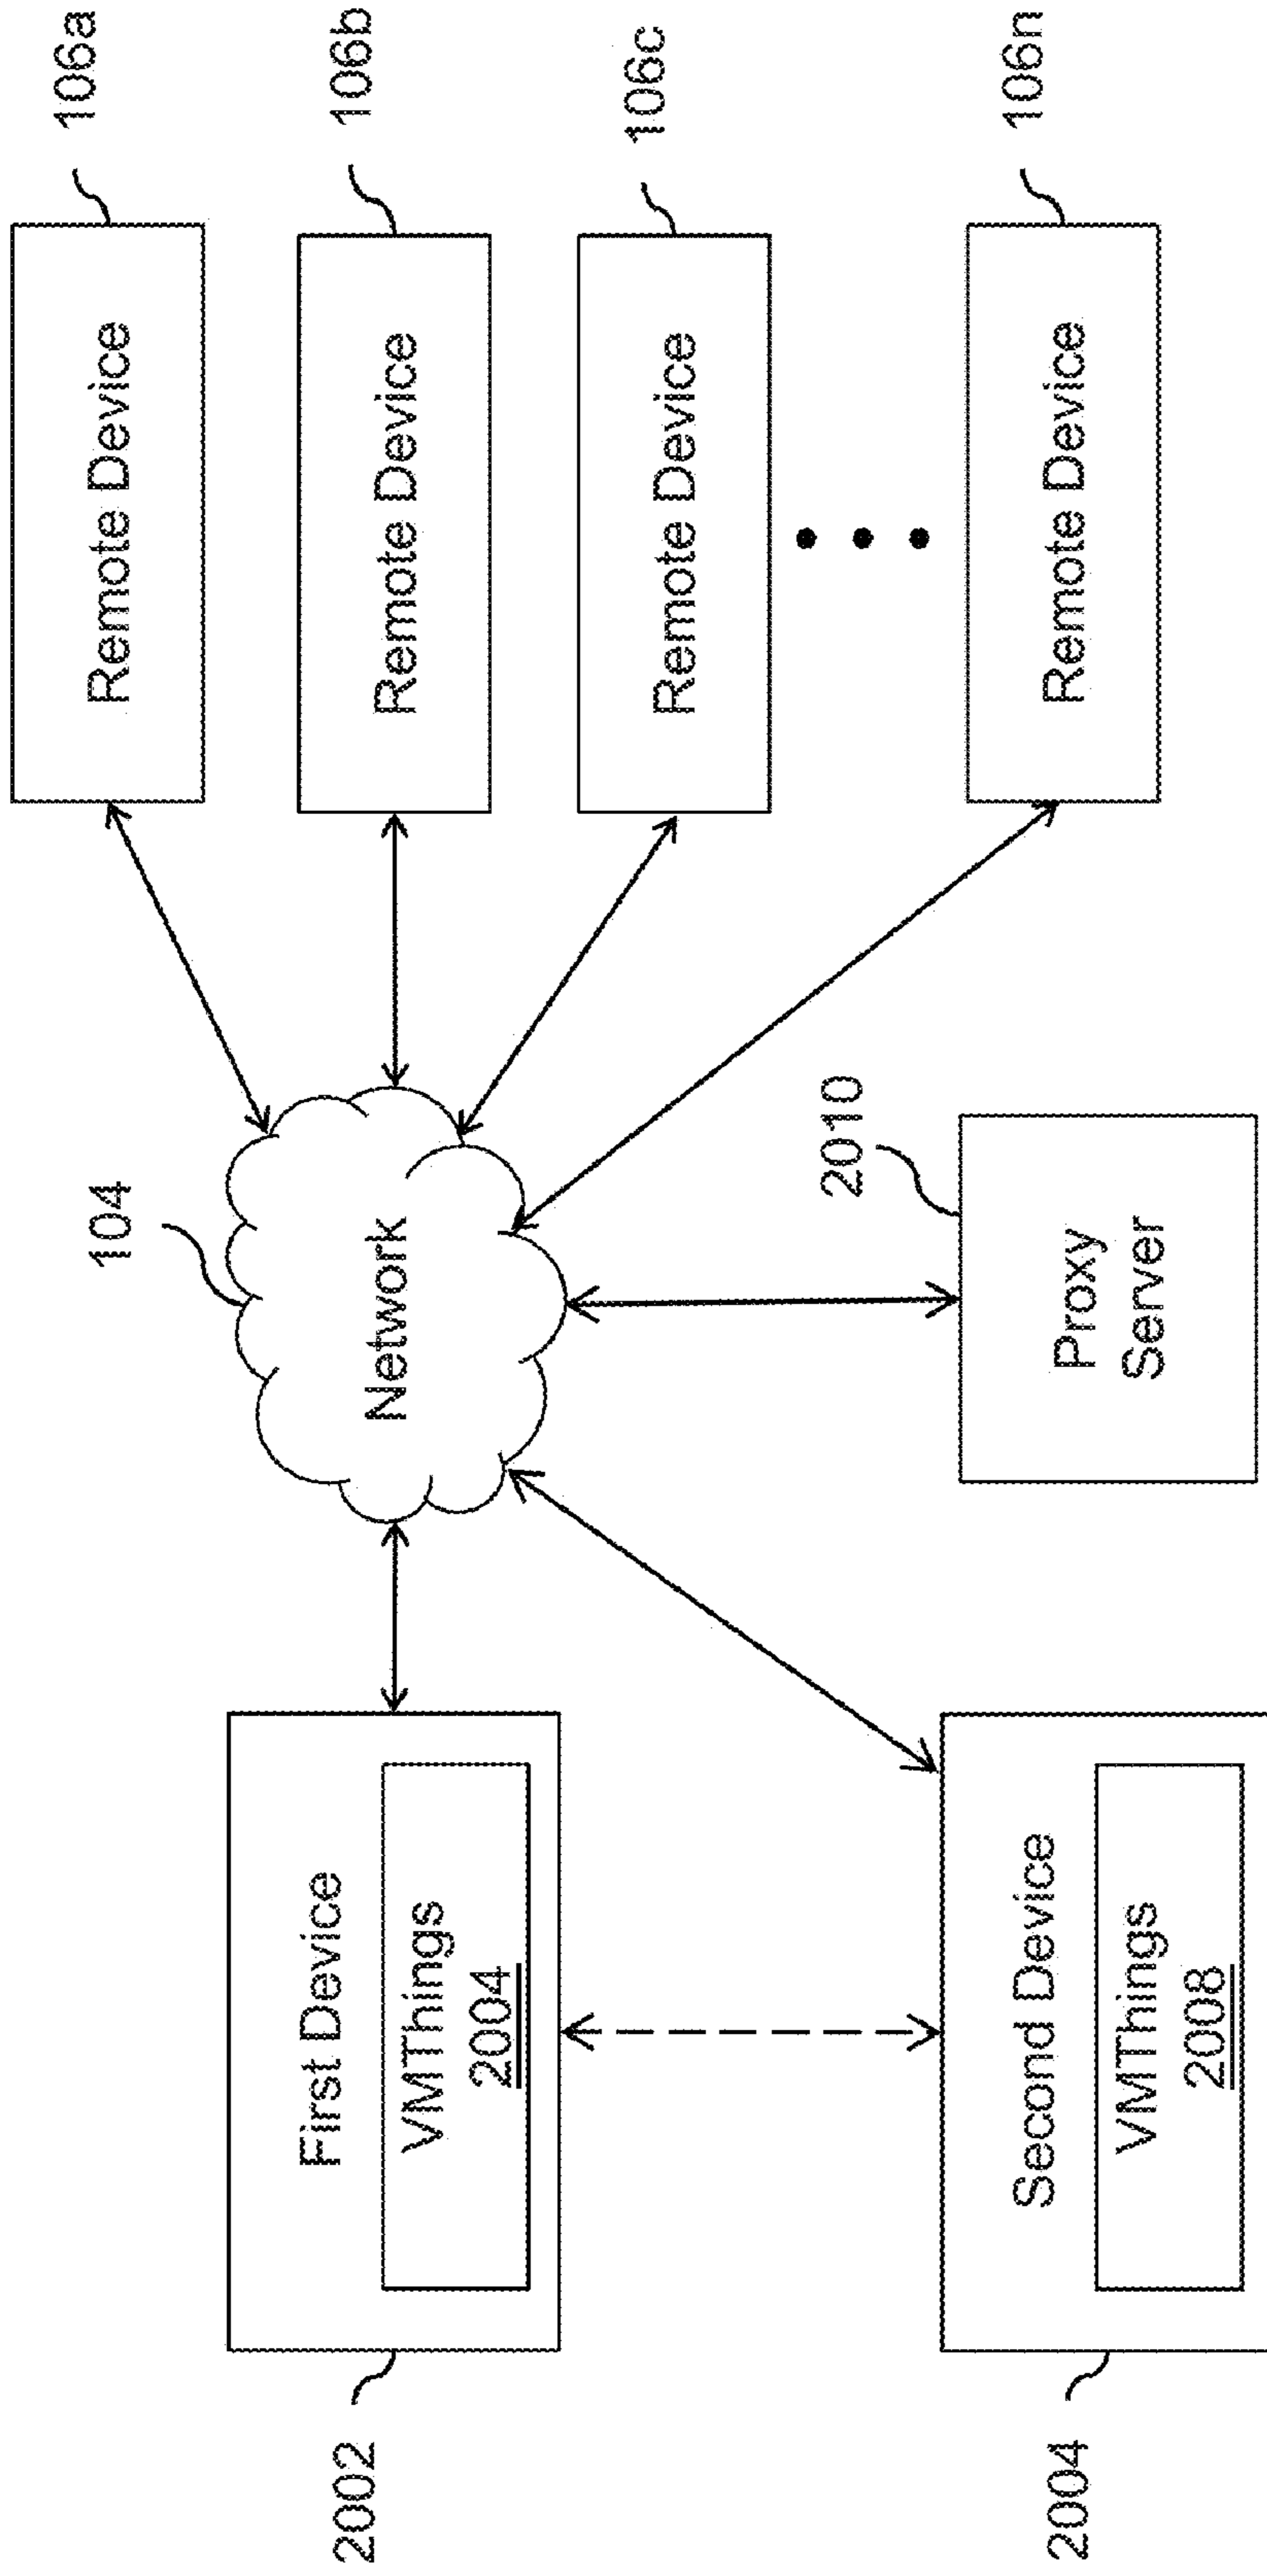 First Device
VMThings
2004
2002
Second Device
VMThings
2008
2004
Network
104
Proxy
Server
2010
Remote Device
106a
Remote Device
106b
Remote Device
106c
Remote Device
106n